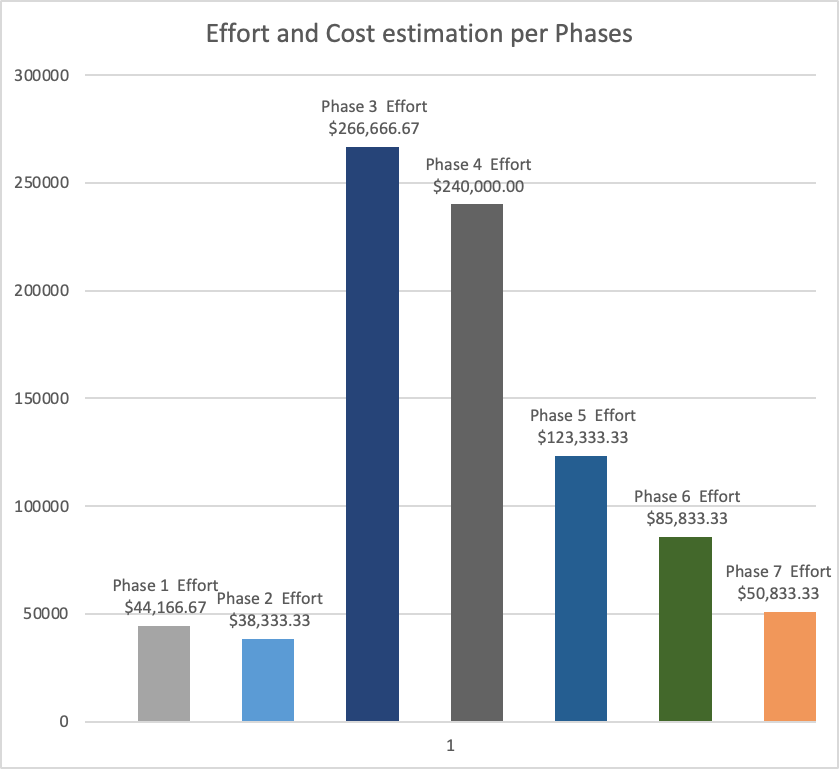 Effort and Cost estimation per Phases
300000
Phase 3 Effort
$266,666.67
Phase 4 Effort
$240,000.00
250000
200000
150000
Phase 5 Effort
$123,333.33
100000
Phase 6 Effort
$85,833.33
Phase 7 Effort
$50,833.33
Phase 1 Effort
$44,166.67
Phase 2 Effort
$38,333.33
50000
0
1